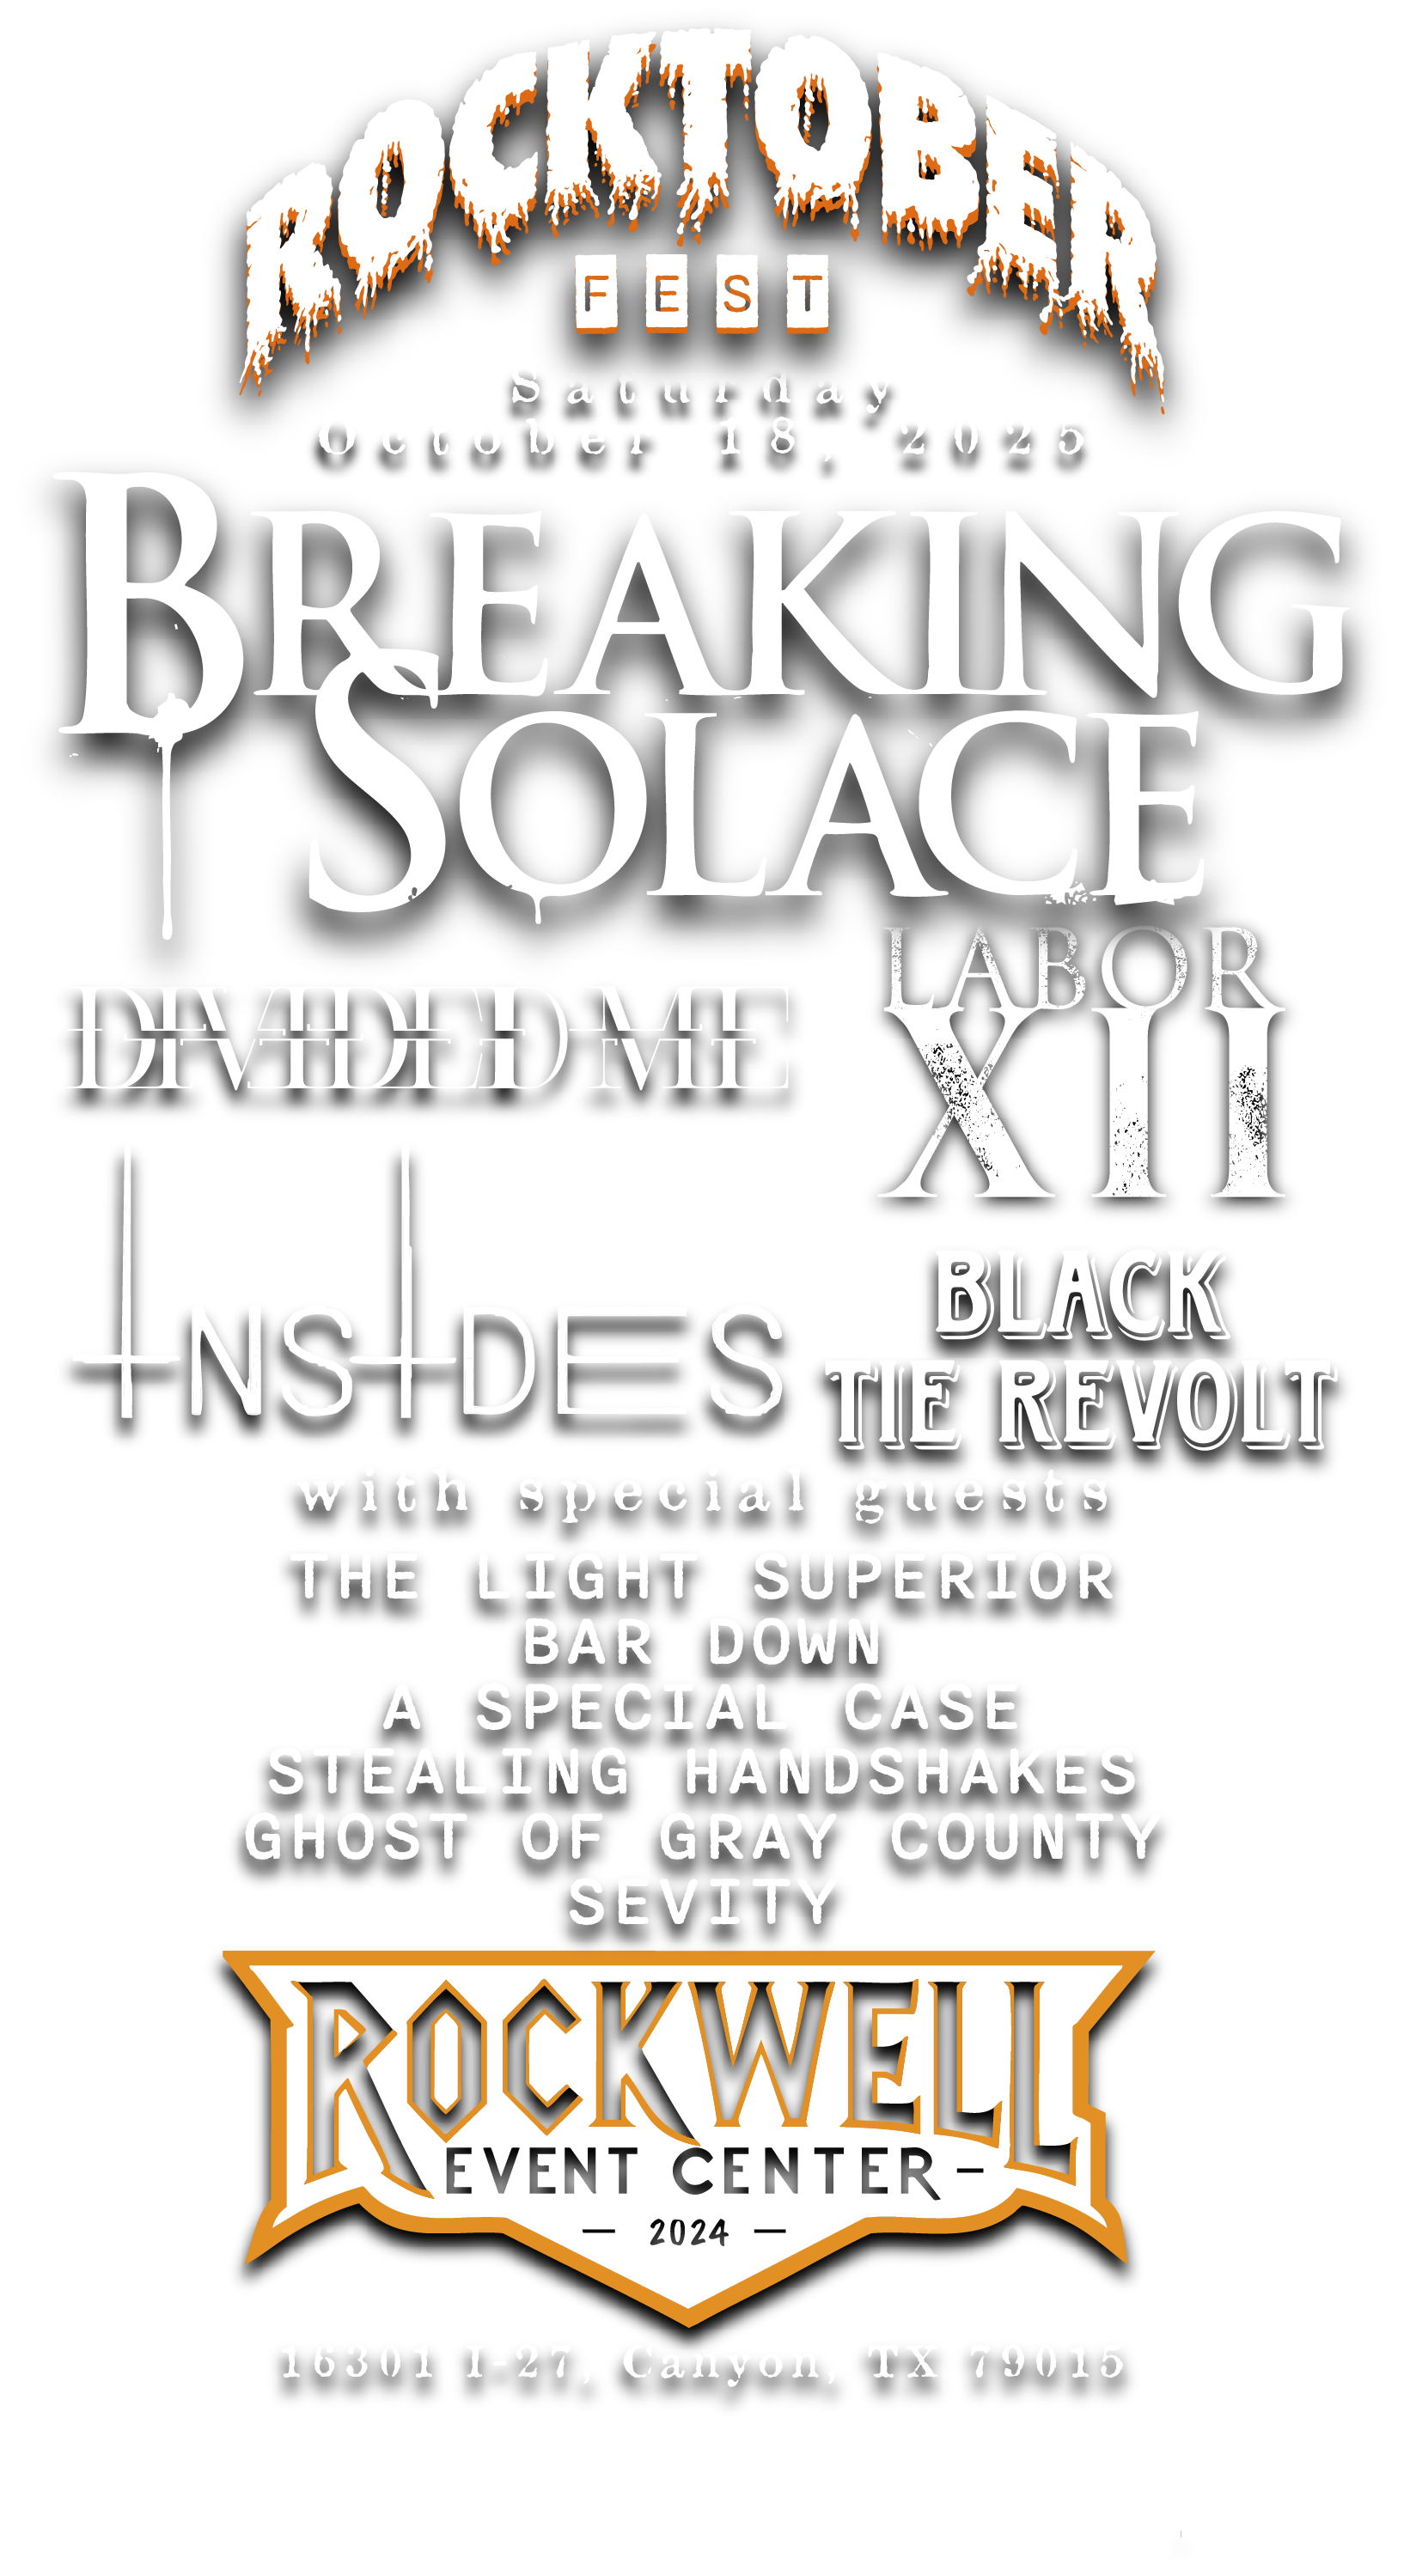 ROCKTOBER
FEST
Saturday
October 18, 2025
BREAKING
SOLACE
DIVIDED ME
LABOR
XII
INSIDES
BLACK
TIE REVOLT
with special guests
THE LIGHT SUPERIOR
BAR DOWN
A SPECIAL CASE
STEALING HANDSHAKES
GHOST OF GRAY COUNTY
SEVITY
ROCKWELL
EVENT CENTER-
- 2024 -
16301 I-27, Canyon, TX 79015